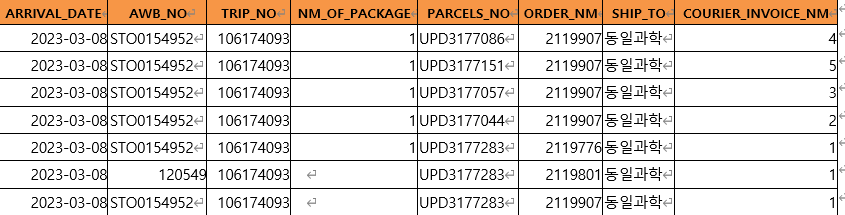 ARRIVAL_DATE AWB_NO TRIP_NO NM_OF_PACKAGE PARCELS_NO ORDER_NM SHIP_TO COURIER_INVOICE_NM
2023-03-08 STO0154952 106174093 1 UPD3177086 2119907 동일과학 4
2023-03-08 STO0154952 106174093 1 UPD3177151 2119907 동일과학 5
2023-03-08 STO0154952 106174093 1 UPD3177057 2119907 동일과학 3
2023-03-08 STO0154952 106174093 1 UPD3177044 2119907 동일과학 2
2023-03-08 STO0154952 106174093 1 UPD3177283 2119776 동일과학 1
2023-03-08 120549 106174093 UPD3177283 2119801 동일과학 1
2023-03-08 STO0154952 106174093 UPD3177283 2119907 동일과학 1